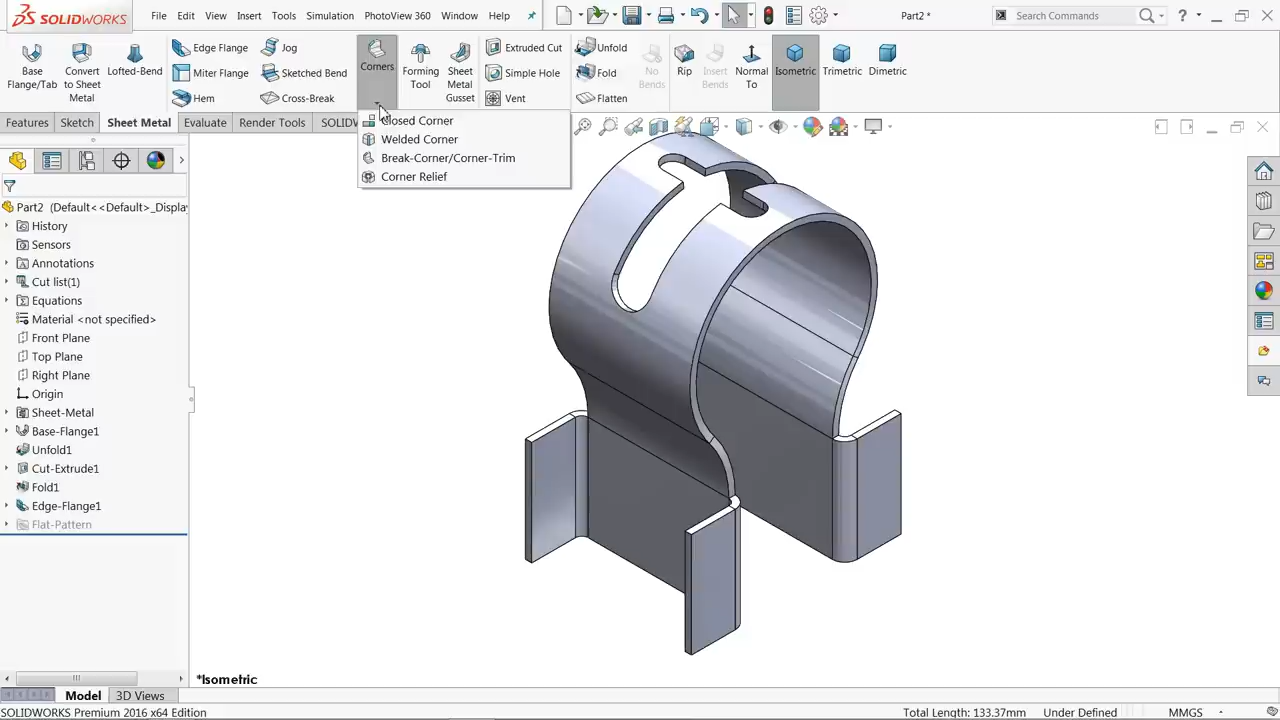 SOLIDWORKS
File Edit View Insert Tools Simulation PhotoView 360 Window Help
Part2 *
Search Commands
Base Flange/Tab
Convert to Sheet Metal
Lofted-Bend
Edge Flange
Miter Flange
Hem
Jog
Sketched Bend
Cross-Break
Corners
Forming Tool
Sheet Metal Gusset
Extruded Cut
Simple Hole
Vent
Unfold
Fold
Flatten
No Bends
Rip
Insert Bends
Normal To
Isometric
Trimetric
Dimetric
Features Sketch Sheet Metal Evaluate Render Tools SOLIDW
Closed Corner
Welded Corner
Break-Corner/Corner-Trim
Corner Relief
Part2 (Default<<Default>_Displa
History
Sensors
Annotations
Cut list(1)
Equations
Material <not specified>
Front Plane
Top Plane
Right Plane
Origin
Sheet-Metal
Base-Flange1
Unfold1
Cut-Extrude1
Fold1
Edge-Flange1
Flat-Pattern
*Isometric
Model 3D Views
SOLIDWORKS Premium 2016 x64 Edition
Total Length: 133.37mm Under Defined MMGS